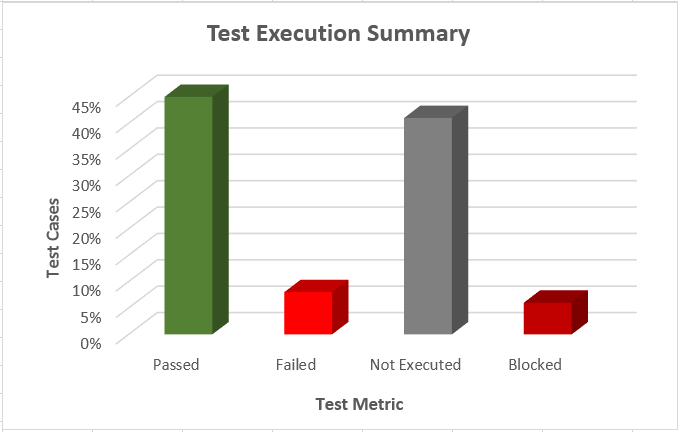 Test Execution Summary
45%
40%
35%
30%
25%
20%
15%
10%
5%
0%
Test Cases
Passed
Failed
Not Executed
Blocked
Test Metric